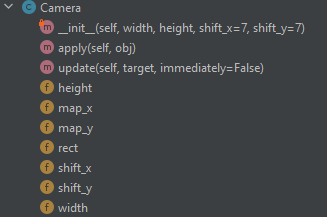 Camera
__init__(self, width, height, shift_x=7, shift_y=7)
apply(self, obj)
update(self, target, immediately=False)
height
map_x
map_y
rect
shift_x
shift_y
width